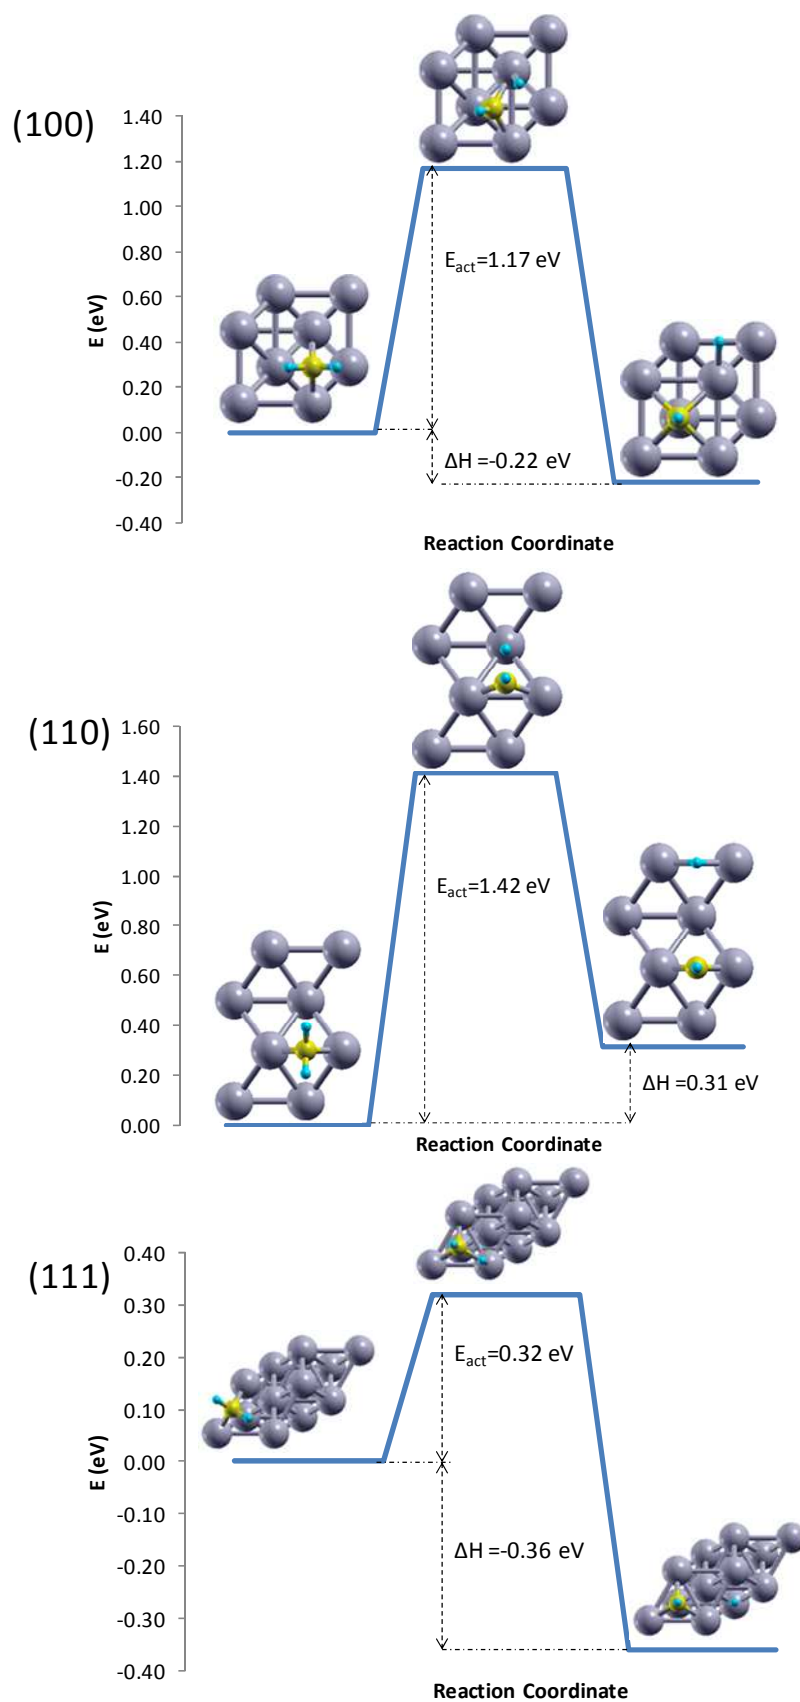 (100)
1.40
1.20
1.00
0.80
0.60
0.40
0.20
0.00
-0.20
-0.40
E (eV)
Eact=1.17 eV
ΔH =-0.22 eV
Reaction Coordinate
(110)
1.60
1.40
1.20
1.00
0.80
0.60
0.40
0.20
0.00
E (eV)
Eact=1.42 eV
ΔH =0.31 eV
Reaction Coordinate
(111)
0.40
0.30
0.20
0.10
0.00
-0.10
-0.20
-0.30
-0.40
E (eV)
Eact=0.32 eV
ΔH =-0.36 eV
Reaction Coordinate